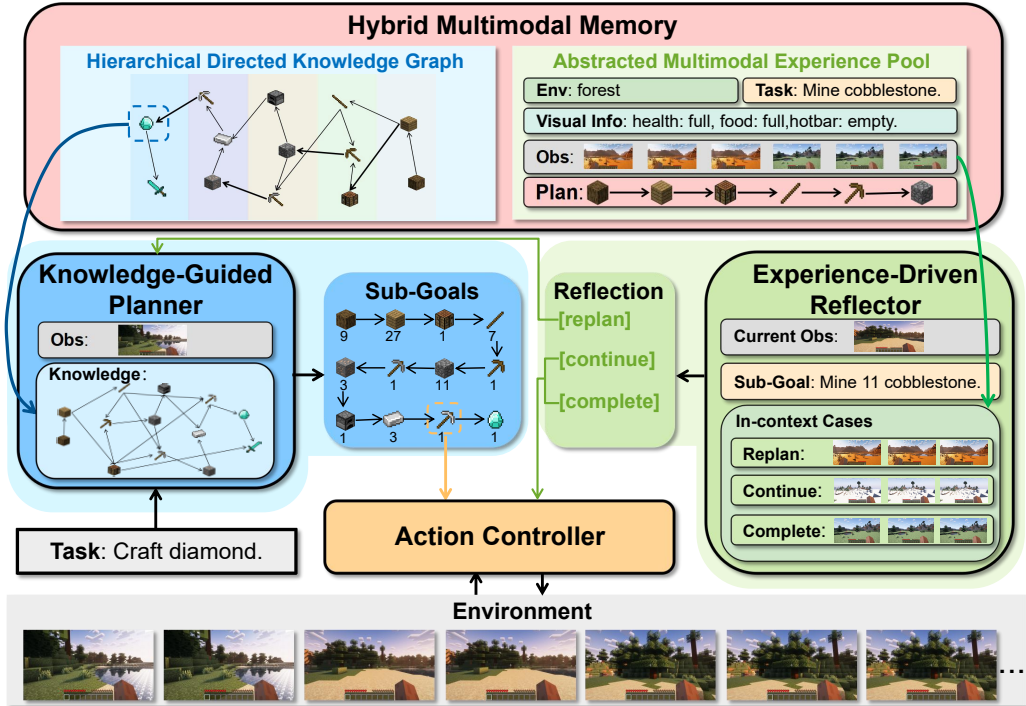 Hybrid Multimodal Memory
Hierarchical Directed Knowledge Graph
Abstracted Multimodal Experience Pool
Env: forest
Task: Mine cobblestone.
Visual Info: health: full, food: full,hotbar: empty.
Obs:
Plan:
Knowledge-Guided
Planner
Obs:
Knowledge:
Task: Craft diamond.
Sub-Goals
9 27 1 7
3 1 11 1
1 3 1 1
Reflection
[replan]
[continue]
[complete]
Experience-Driven
Reflector
Current Obs:
Sub-Goal: Mine 11 cobblestone.
In-context Cases
Replan:
Continue:
Complete:
Action Controller
Environment
...